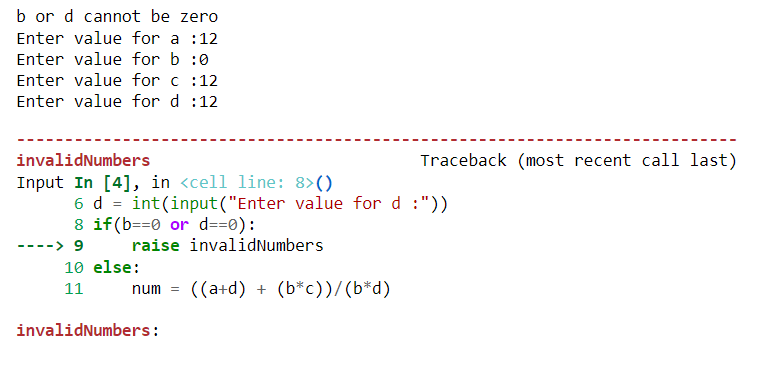 b or d cannot be zero
Enter value for a :12
Enter value for b :0
Enter value for c :12
Enter value for d :12
---------------------------------------------------------------------------
invalidNumbers                            Traceback (most recent call last)
Input In [4], in <cell line: 8>()
      6 d = int(input("Enter value for d :"))
      8 if(b==0 or d==0):
----> 9     raise invalidNumbers
     10 else:
     11     num = ((a+d) + (b*c))/(b*d)
invalidNumbers: